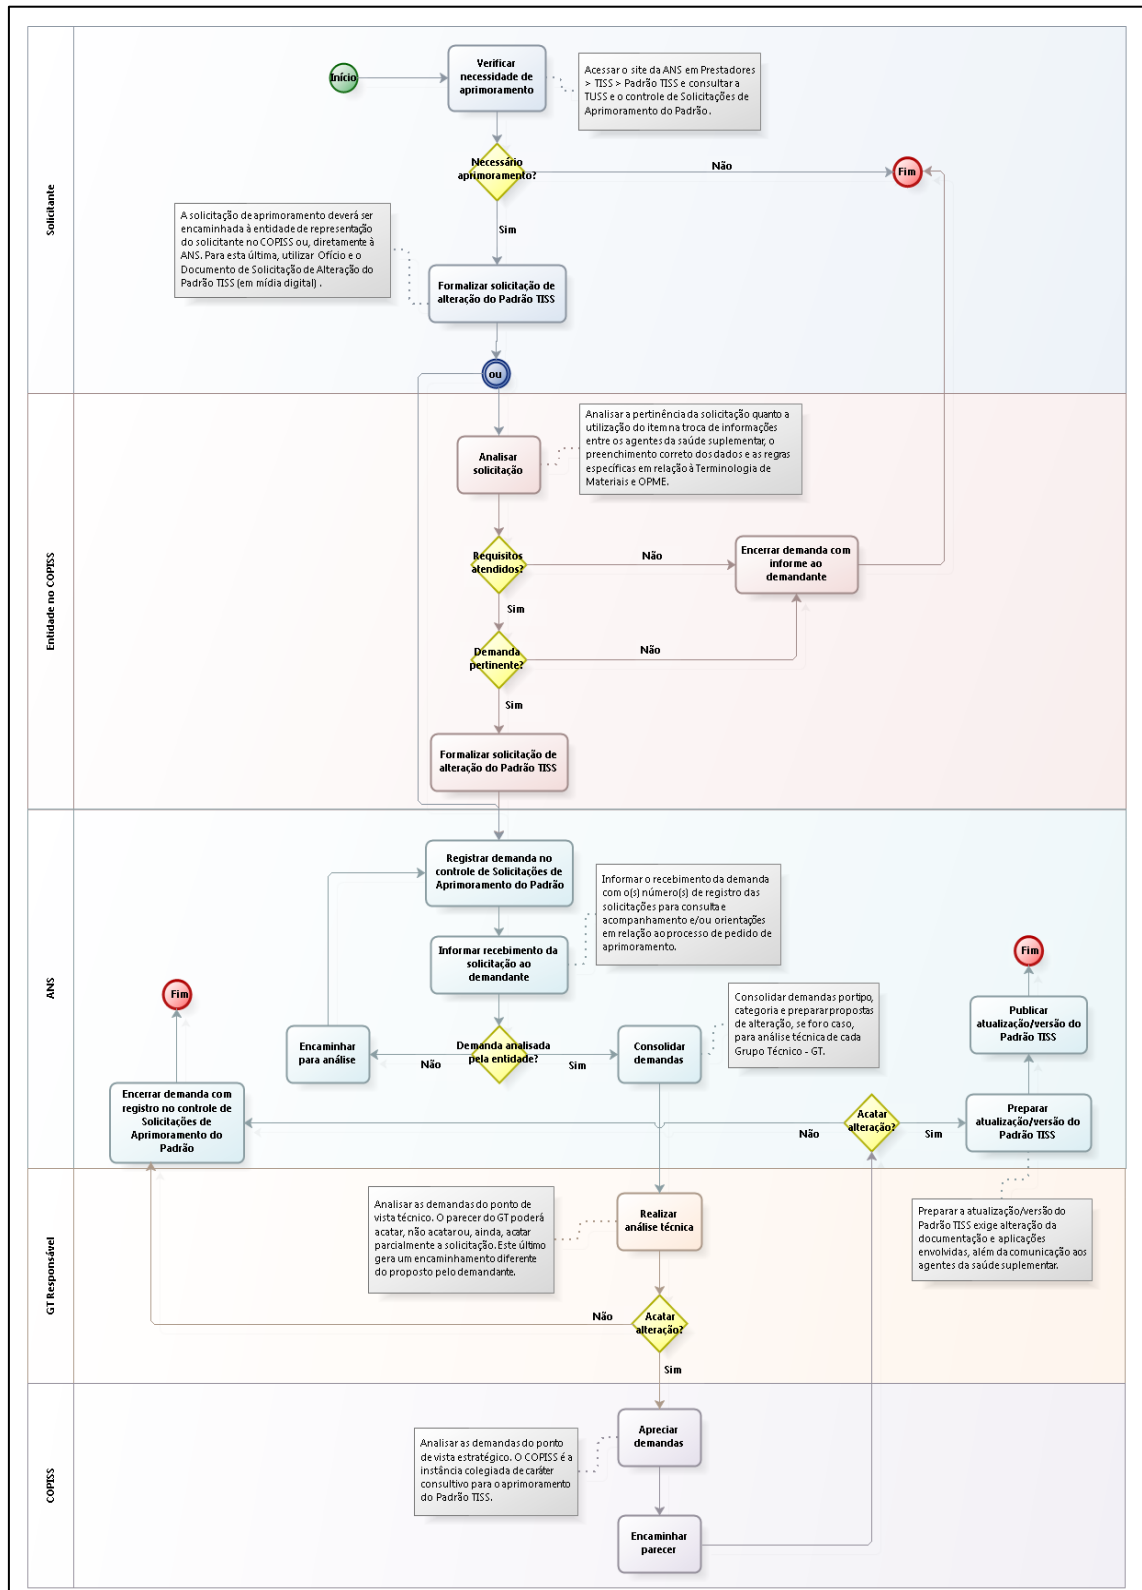 Solicitante
Início
Verificar
necessidade de
aprimoramento
Acessar o site da ANS em Prestadores
> TISS > Padrão TISS e consultar a
TUSS e o controle de Solicitações de
Aprimoramento do Padrão.
Necessário
aprimoramento?
Não
Fim
Sim
A solicitação de aprimoramento deverá ser
encaminhada à entidade de representação
do solicitante no COPISS ou, diretamente à
ANS. Para esta última, utilizar Ofício e o
Documento de Solicitação de Alteração do
Padrão TISS (em mídia digital) .
Formalizar solicitação de
alteração do Padrão TISS
ou
Entidade no COPISS
Analisar
solicitação
Analisar a pertinência da solicitação quanto a
utilização do item na troca de informações
entre os agentes da saúde suplementar, o
preenchimento correto dos dados e as regras
específicas em relação à Terminologia de
Materiais e OPME.
Requisitos
atendidos?
Não
Encerrar demanda com
informe ao
demandante
Sim
Demanda
pertinente?
Não
Sim
Formalizar solicitação de
alteração do Padrão TISS
ANS
Registrar demanda no
controle de Solicitações de
Aprimoramento do Padrão
Informar o recebimento da demanda
com o(s) número(s) de registro das
solicitações para consulta e
acompanhamento e/ou orientações
em relação ao processo de pedido de
aprimoramento.
Informar recebimento da
solicitação ao
demandante
Fim
Fim
Encaminhar
para análise
Não
Demanda analisada
pela entidade?
Sim
Consolidar
demandas
Consolidar demandas por tipo,
categoria e preparar propostas
de alteração, se for o caso,
para análise técnica de cada
Grupo Técnico - GT.
Publicar
atualização/versão do
Padrão TISS
Encerrar demanda com
registro no controle de
Solicitações de
Aprimoramento do
Padrão
Não
Acatar
alteração?
Sim
Preparar
atualização/versão do
Padrão TISS
GT Responsável
Analisar as demandas do ponto de
vista técnico. O parecer do GT poderá
acatar, não acatar ou, ainda, acatar
parcialmente a solicitação. Este último
gera um encaminhamento diferente
do proposto pelo demandante.
Realizar
análise técnica
Preparar a atualização/versão do
Padrão TISS exige alteração da
documentação e aplicações
envolvidas, além da comunicação aos
agentes da saúde suplementar.
Não
Acatar
alteração?
Sim
COPISS
Apreciar
demandas
Analisar as demandas do ponto
de vista estratégico. O COPISS é a
instância colegiada de caráter
consultivo para o aprimoramento
do Padrão TISS.
Encaminhar
parecer